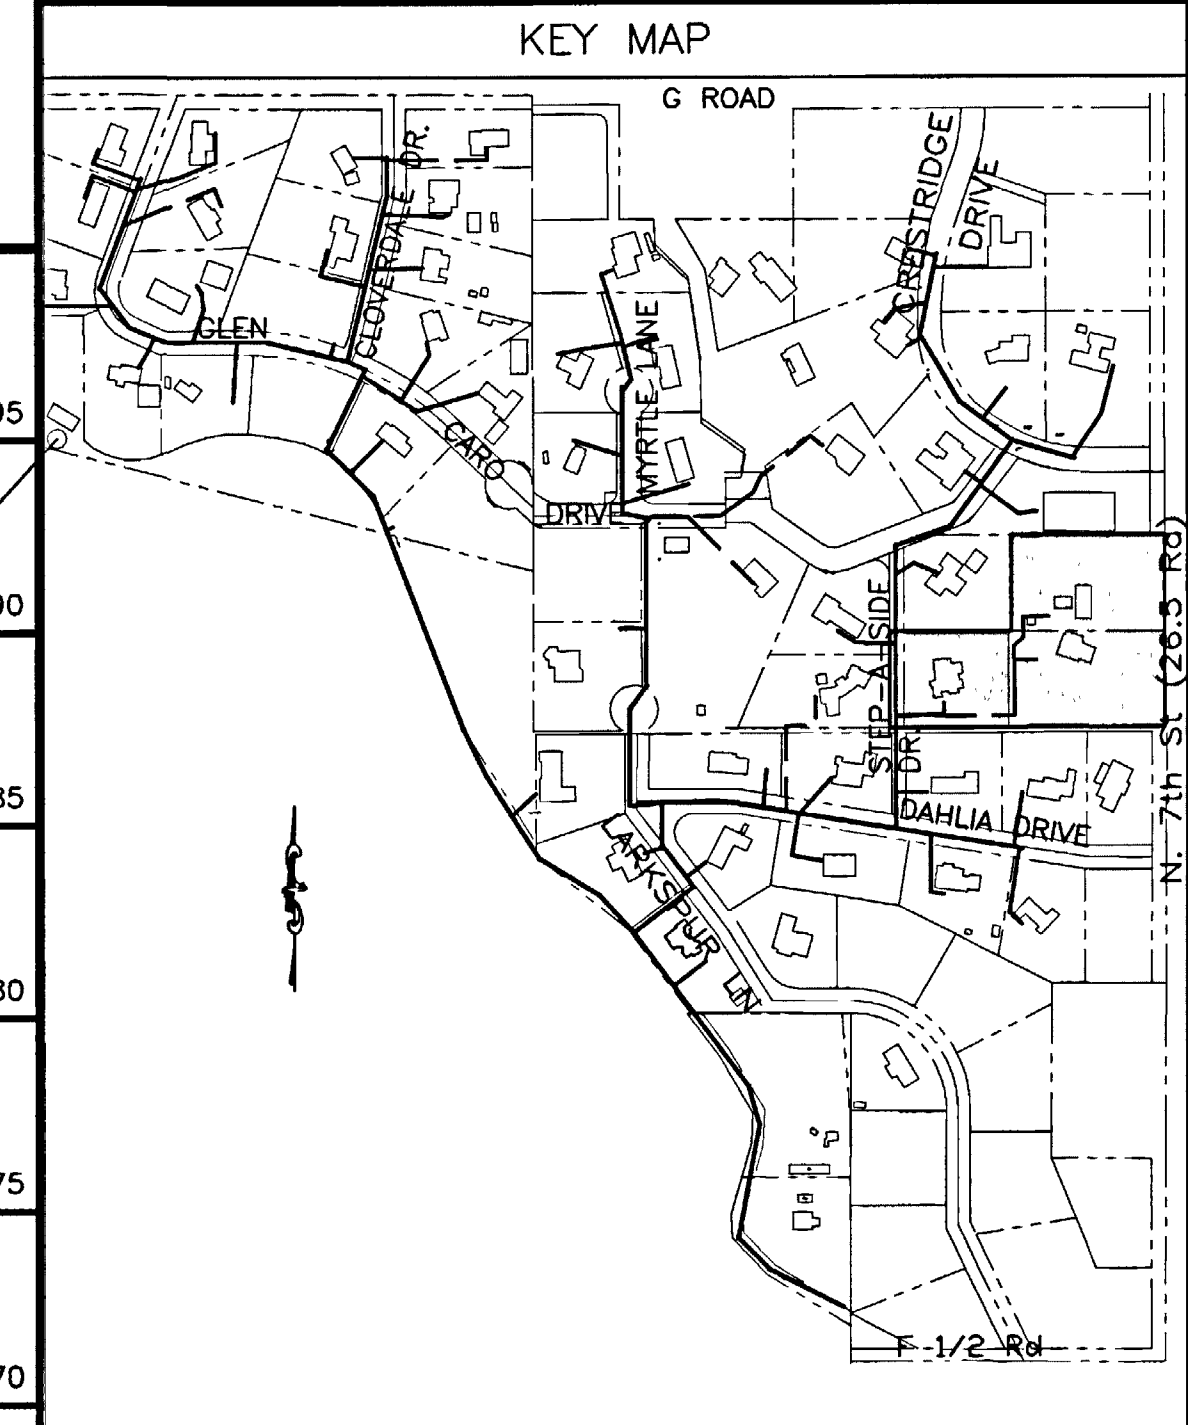 KEY MAP
G ROAD
CRESTRIDGE
DRIVE
CLOVERDALE DR.
GLEN
MYRTLE LANE
CARO
DRIVE
STEP-A-SIDE
DR.
N. 7th St (26.5 Rd)
DAHLIA DRIVE
LARKSPUR LN
F 1/2 Rd
95
90
85
80
75
70